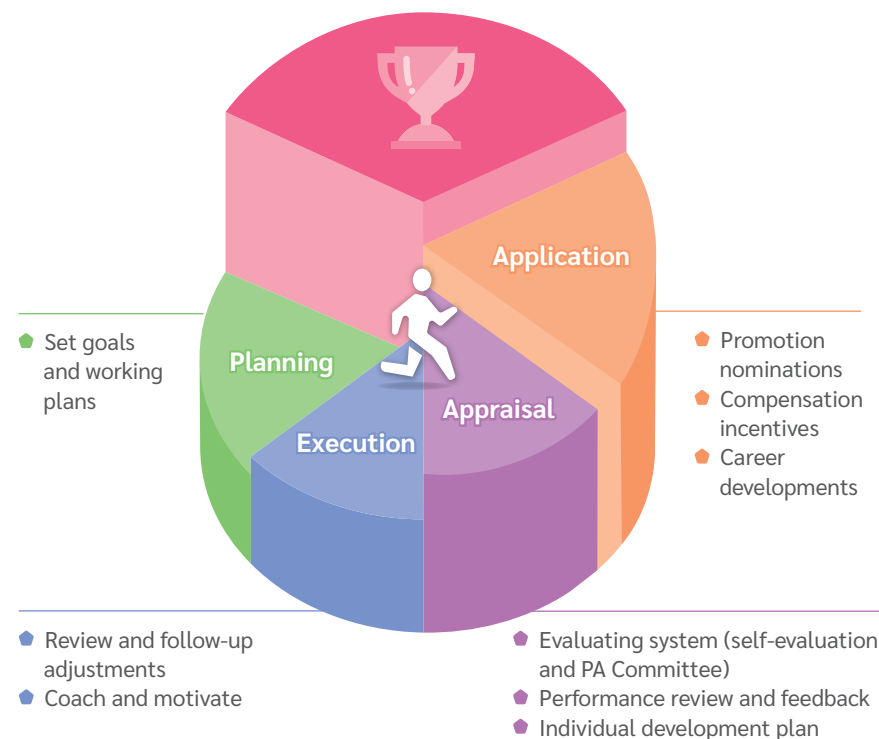 Application
Planning
Appraisal
Execution
Set goals
and working
plans
Promotion
nominations
Compensation
incentives
Career
developments
Review and follow-up
adjustments
Coach and motivate
Evaluating system (self-evaluation
and PA Committee)
Performance review and feedback
Individual development plan